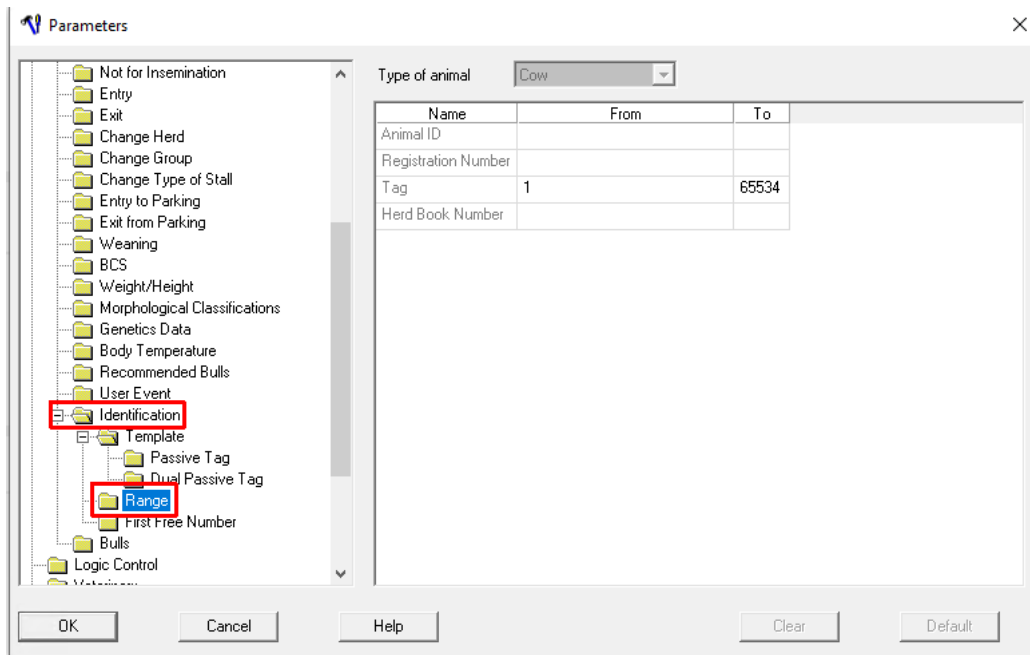 Parameters
Not for Insemination
Entry
Exit
Change Herd
Change Group
Change Type of Stall
Entry to Parking
Exit from Parking
Weaning
BCS
Weight/Height
Morphological Classifications
Genetics Data
Body Temperature
Recommended Bulls
User Event
Identification
Template
Passive Tag
Dual Passive Tag
Range
First Free Number
Bulls
Logic Control
Type of animal Cow
Name From To
Animal ID
Registration Number
Tag 1 65534
Herd Book Number
OK Cancel Help Clear Default